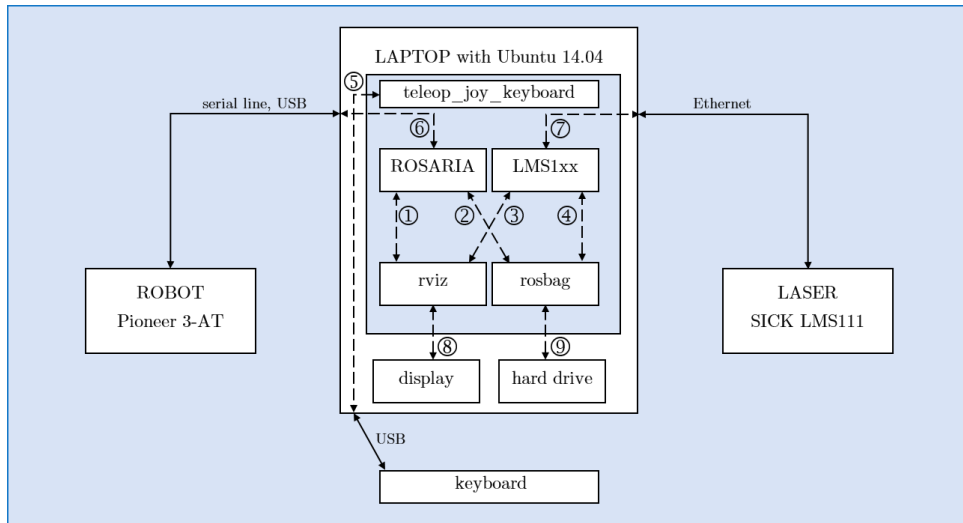 LAPTOP with Ubuntu 14.04
⑤
teleop_joy_keyboard
serial line, USB
Ethernet
⑥
⑦
ROSARIA
LMS1xx
①
②
③
④
rviz
rosbag
ROBOT
Pioneer 3-AT
LASER
SICK LMS111
⑧
⑨
display
hard drive
USB
keyboard